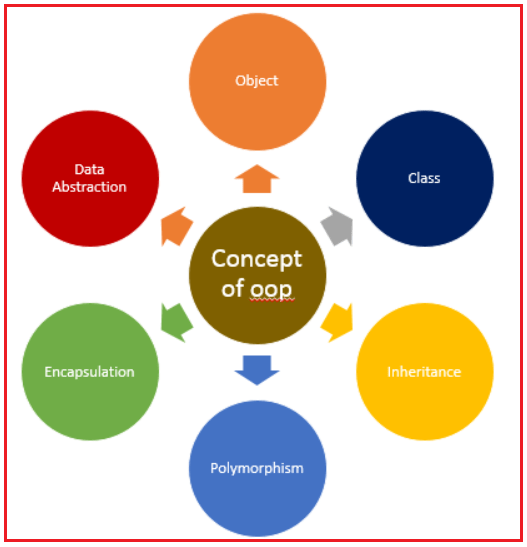 Object
Data
Abstraction
Class
Concept
of oop
Encapsulation
Inheritance
Polymorphism